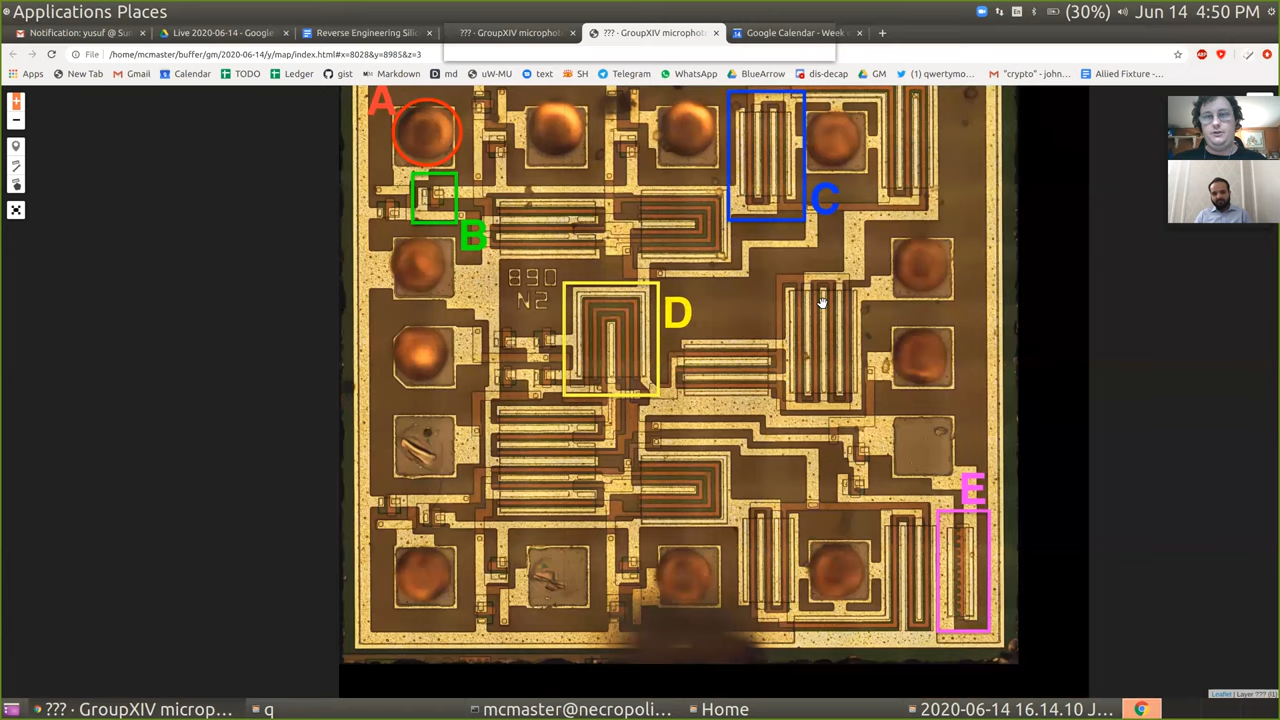 Applications Places
En
(30%)
Jun 14 4:50 PM
Notification: yusuf @ Sun
Live 2020-06-14 - Google
Reverse Engineering Silic
??? · GroupXIV microphot
??? · GroupXIV microphot
Google Calendar - Week v
File
/home/mcmaster/buffer/gm/2020-06-14/y/map/index.html#x=8028&y=8985&z=3
Apps
New Tab
Gmail
Calendar
TODO
Ledger
gist
Markdown
md
uW-MU
text
SH
Telegram
WhatsApp
BlueArrow
dis-decap
GM
(1) qwertymo...
"crypto" - john...
Allied Fixture -...
A
B
C
890
N2
D
E
Leaflet | Layer ??? (I1)
??? · GroupXIV microp...
q
mcmaster@necropoli...
Home
2020-06-14 16.14.10 J...